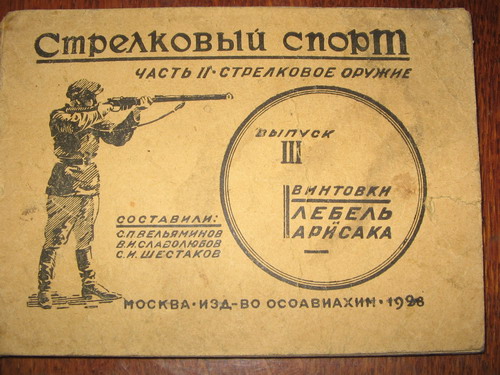 Стрелковый спорт
ЧАСТЬ II · СТРЕЛКОВОЕ ОРУЖИЕ
ВЫПУСК
III
ВИНТОВКИ
ЛЕБЕЛЬ
АРИСАКА
СОСТАВИЛИ:
С.П.ВЕЛЬЯМИНОВ
В.И.СЛАВОЛЮБОВ
С.И.ШЕСТАКОВ
МОСКВА · ИЗД-ВО ОСОАВИАХИМ · 1928